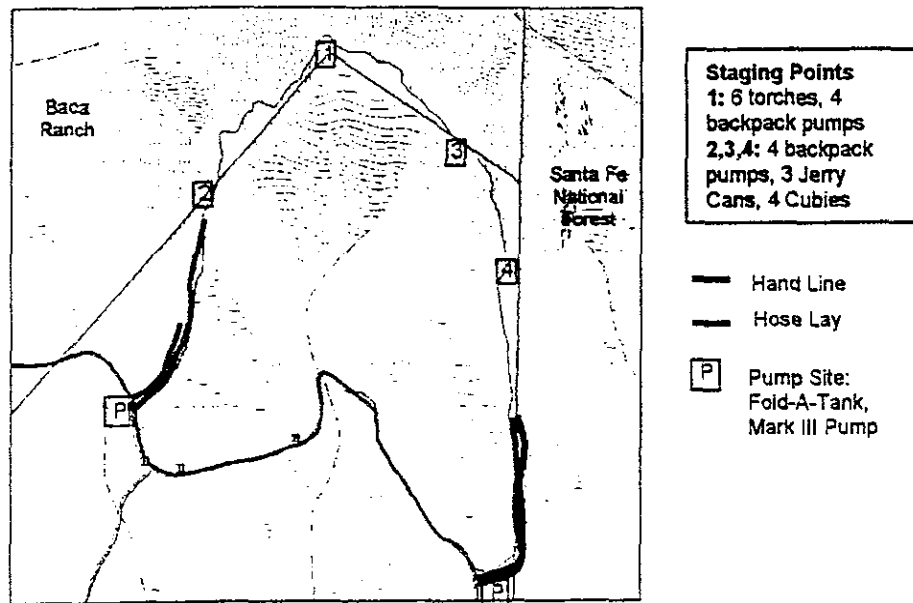 1
Baca
Ranch
2
3
Santa Fe
National
Forest
4
P
P
Staging Points
1: 6 torches, 4
backpack pumps
2,3,4: 4 backpack
pumps, 3 Jerry
Cans, 4 Cubies
Hand Line
Hose Lay
P
Pump Site:
Fold-A-Tank,
Mark III Pump